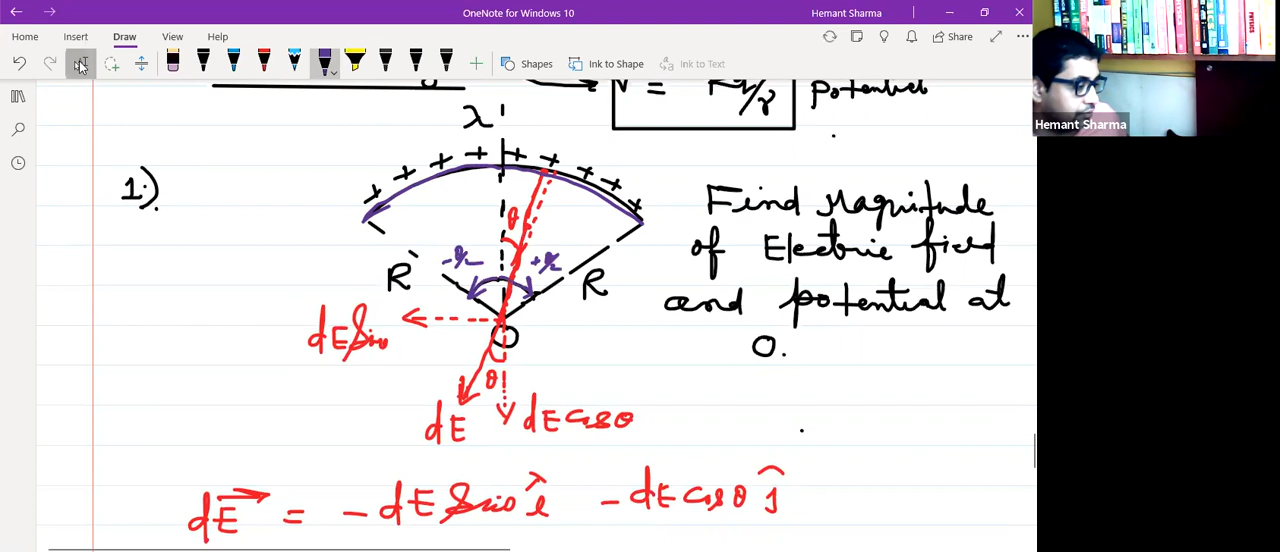 OneNote for Windows 10
Hemant Sharma
Home Insert Draw View Help
Share
Shapes
Ink to Shape
Ink to Text
V = Kq/r
potential
λ
1.)
θ
-θ/2
+θ/2
R
R
O
Find Magnitude
of Electric field
and potential at
O.
dE Sinθ
θ
dE
dE Cosθ
dE = - dE Sinθ î - dE Cosθ ĵ
Hemant Sharma